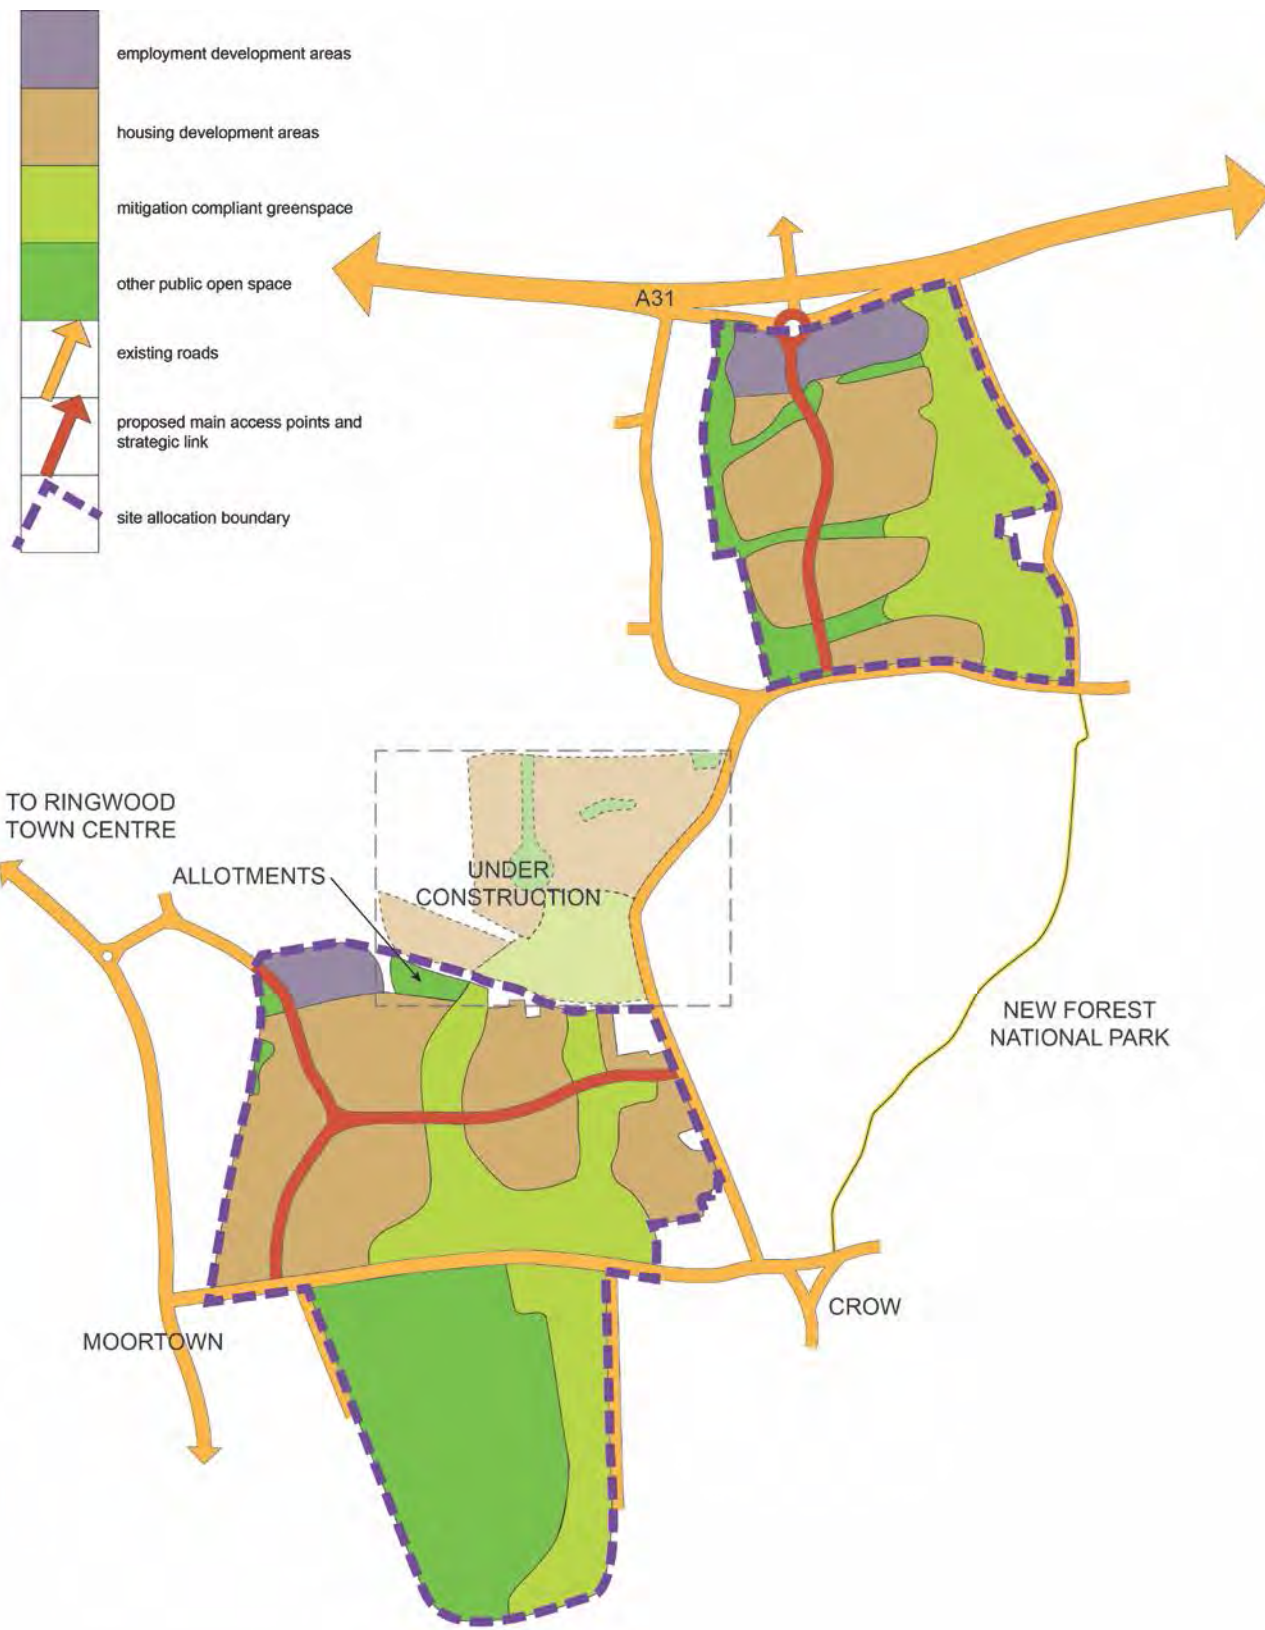 employment development areas
housing development areas
mitigation compliant greenspace
other public open space
existing roads
proposed main access points and
strategic link
site allocation boundary
A31
TO RINGWOOD
TOWN CENTRE
ALLOTMENTS
UNDER
CONSTRUCTION
NEW FOREST
NATIONAL PARK
CROW
MOORTOWN